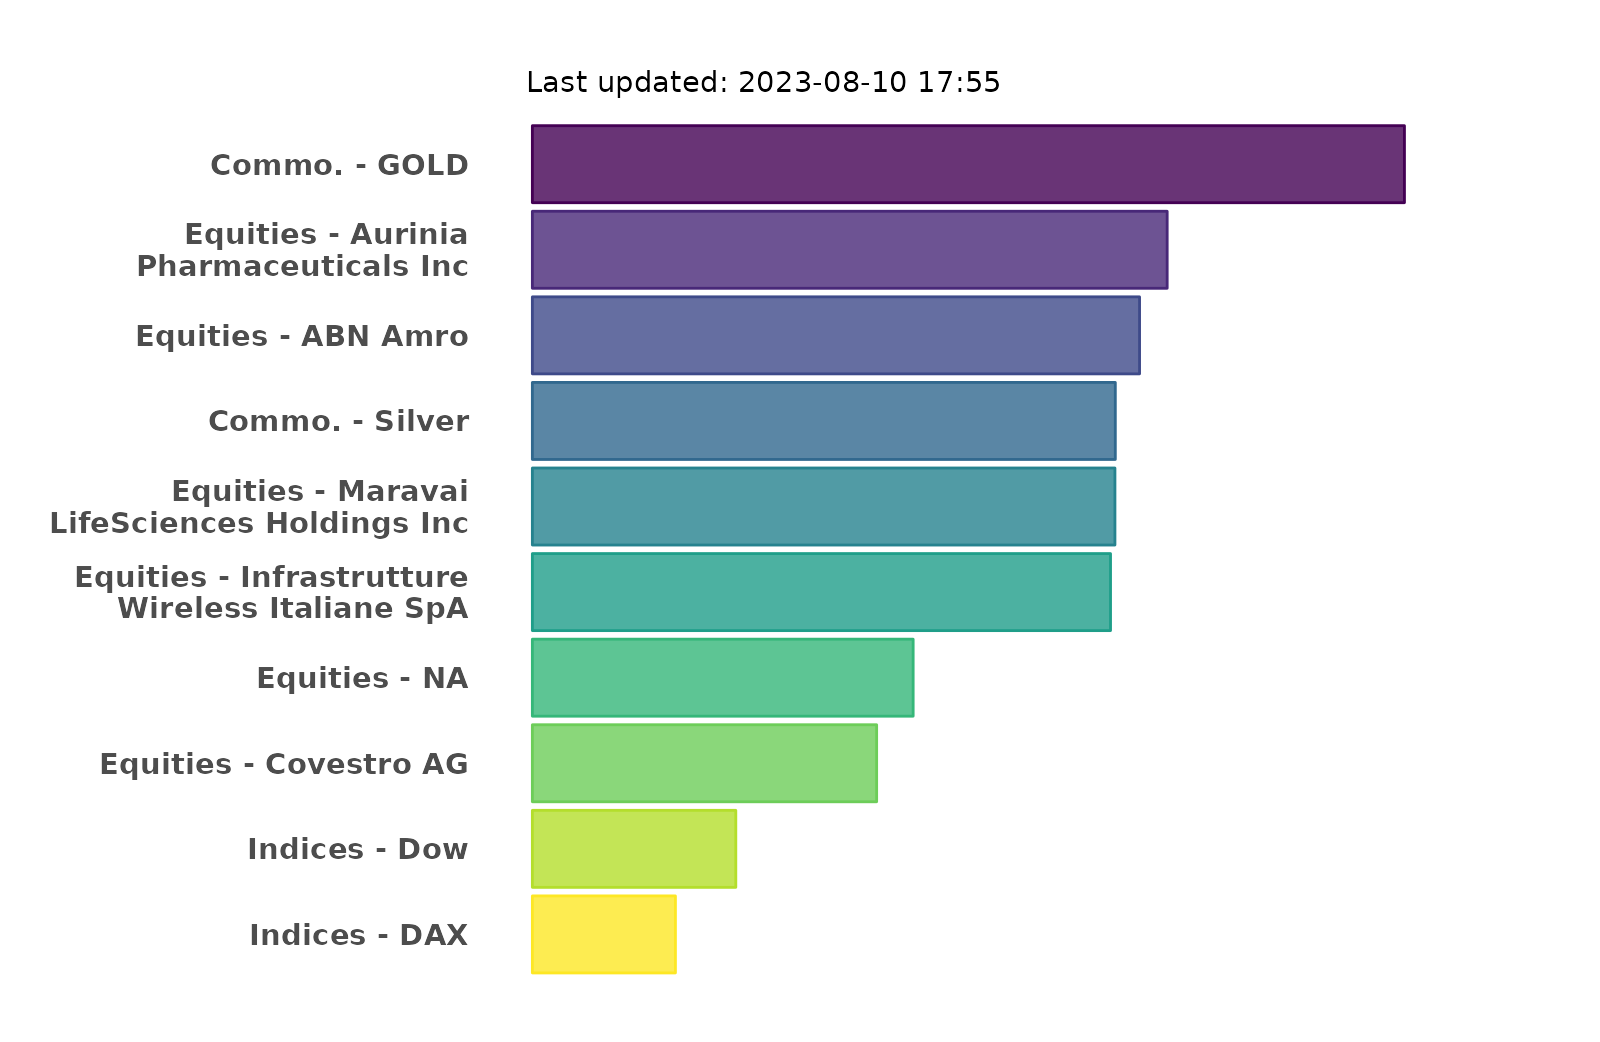 Last updated: 2023-08-10 17:55
Commo. - GOLD
Equities - Aurinia
Pharmaceuticals Inc
Equities - ABN Amro
Commo. - Silver
Equities - Maravai
LifeSciences Holdings Inc
Equities - Infrastrutture
Wireless Italiane SpA
Equities - NA
Equities - Covestro AG
Indices - Dow
Indices - DAX